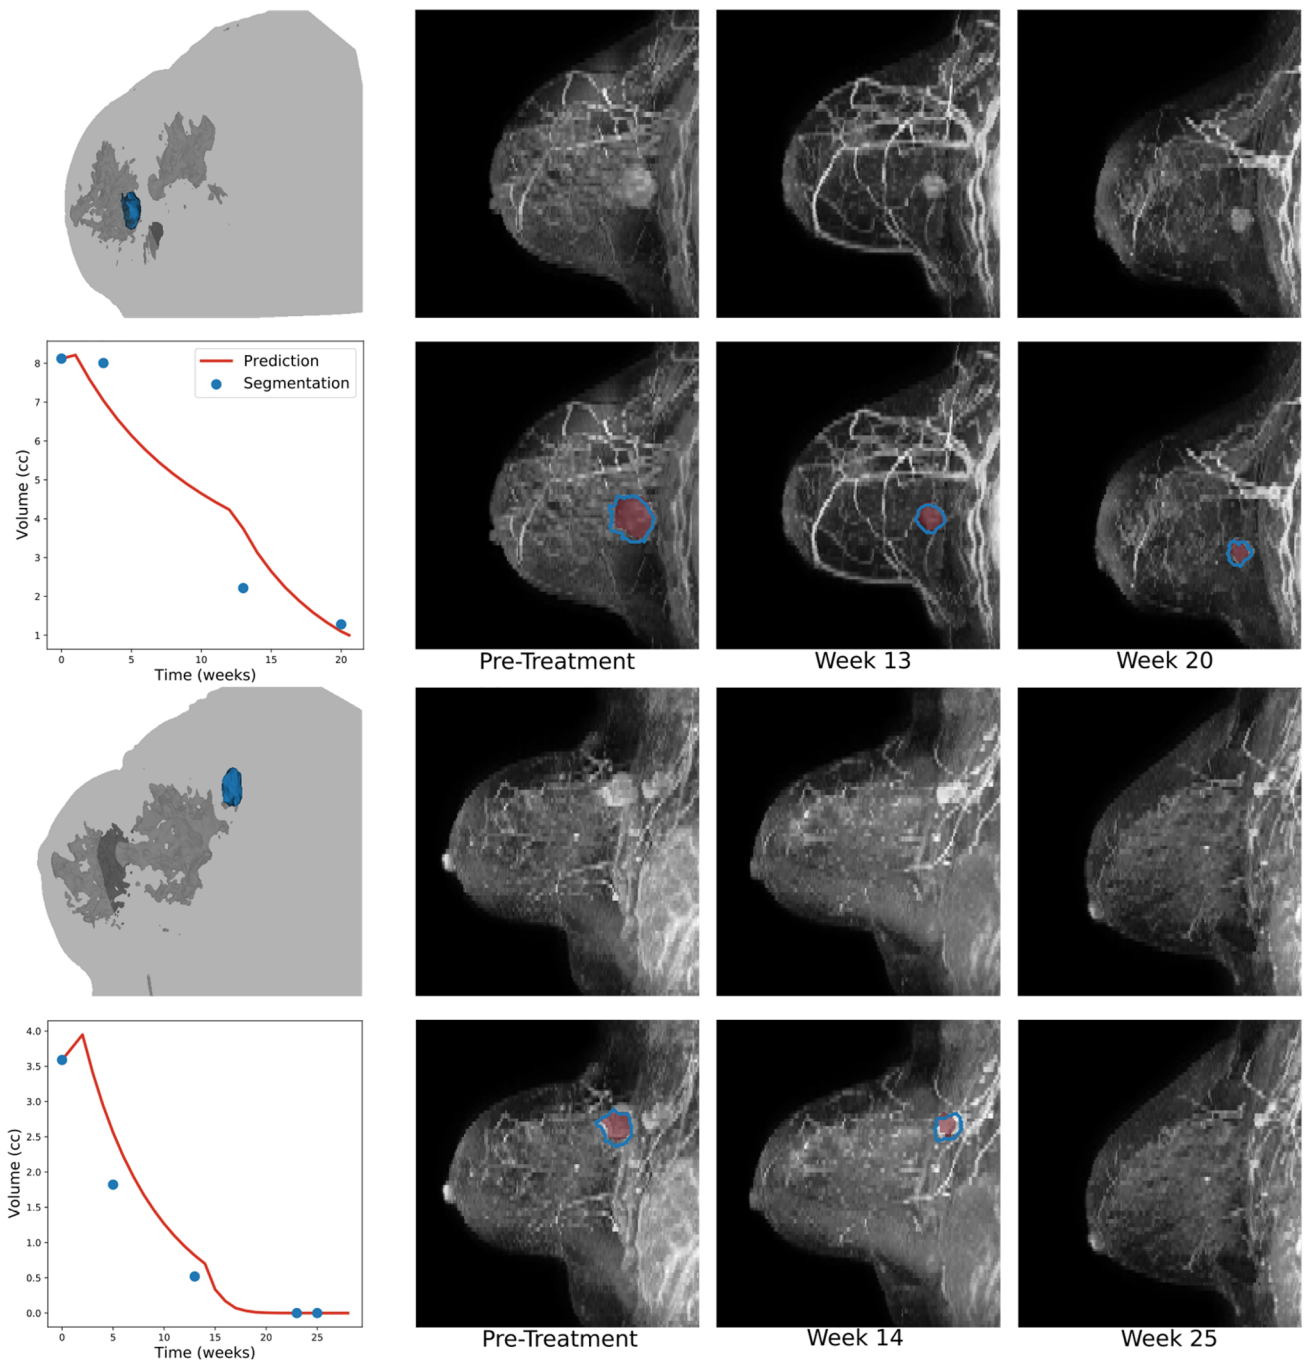 Prediction
Segmentation
Volume (cc)
8
7
6
5
4
3
2
1
0 5 10 15 20
Time (weeks)
Pre-Treatment Week 13 Week 20
Volume (cc)
4.0
3.5
3.0
2.5
2.0
1.5
1.0
0.5
0.0
0 5 10 15 20 25
Time (weeks)
Pre-Treatment Week 14 Week 25